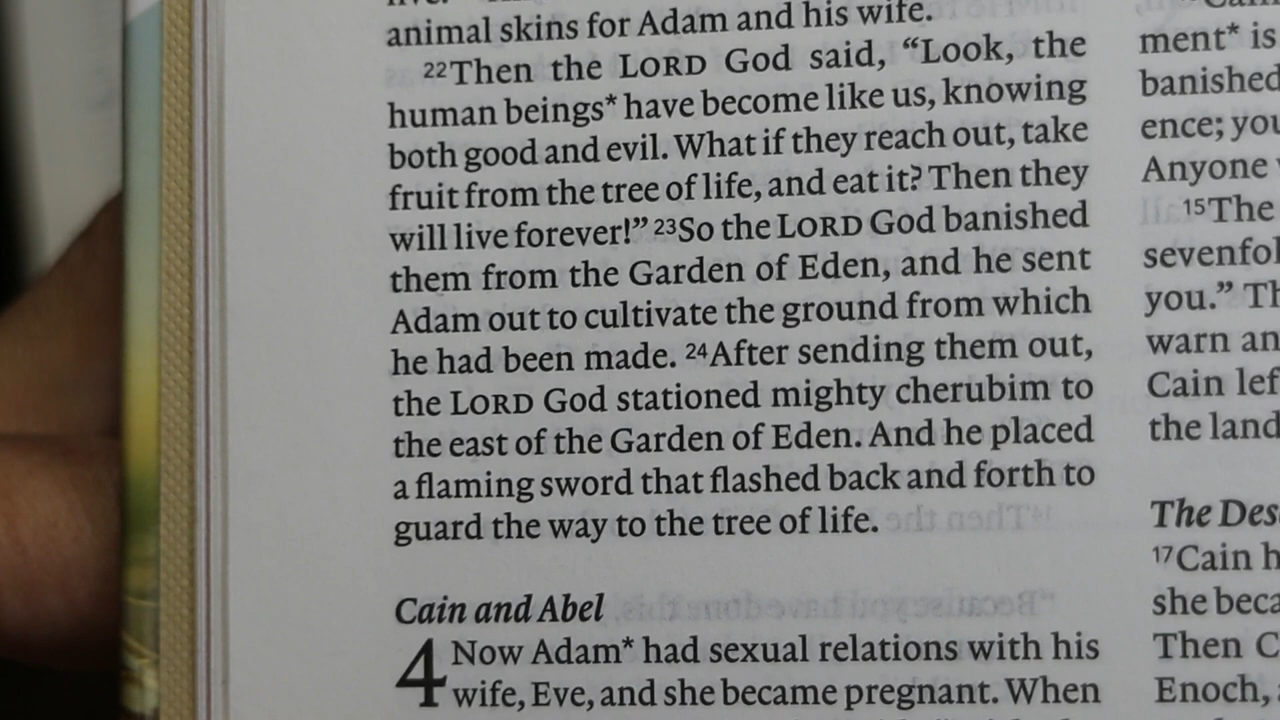 animal skins for Adam and his wife.
22Then the LORD God said, “Look, the
human beings* have become like us, knowing
both good and evil. What if they reach out, take
fruit from the tree of life, and eat it? Then they
will live forever!” 23So the LORD God banished
them from the Garden of Eden, and he sent
Adam out to cultivate the ground from which
he had been made. 24After sending them out,
the LORD God stationed mighty cherubim to
the east of the Garden of Eden. And he placed
a flaming sword that flashed back and forth to
guard the way to the tree of life.
Cain and Abel
4 Now Adam* had sexual relations with his
wife, Eve, and she became pregnant. When
ment* is
banished
ence; you
Anyone
15The
you.”
warn an
Cain
the land
The
17Cain
she
Then
Enoch,